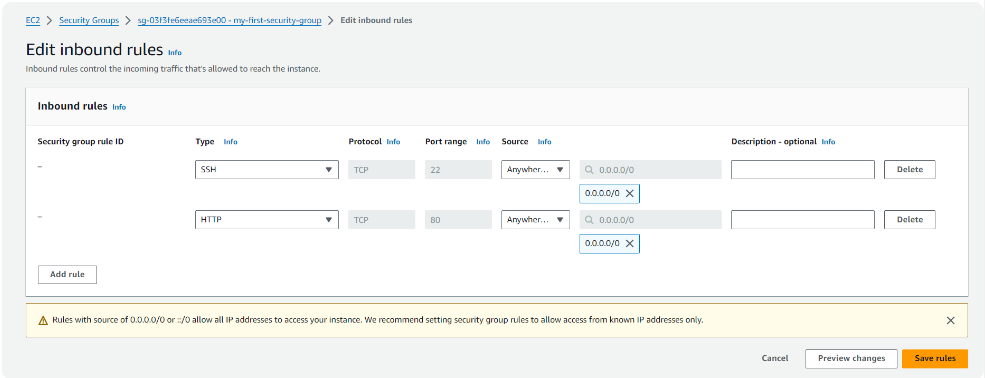 EC2 > Security Groups > sg-03f3fe6eeae693e00 - my-first-security-group > Edit inbound rules
Edit inbound rules Info
Inbound rules control the incoming traffic that's allowed to reach the instance.
Inbound rules Info
Security group rule ID Type Info Protocol Info Port range Info Source Info Description - optional Info
– SSH TCP 22 Anywher... 0.0.0.0/0 Delete
0.0.0.0/0
– HTTP TCP 80 Anywher... 0.0.0.0/0 Delete
0.0.0.0/0
Add rule
Rules with source of 0.0.0.0/0 or ::/0 allow all IP addresses to access your instance. We recommend setting security group rules to allow access from known IP addresses only.
Cancel Preview changes Save rules